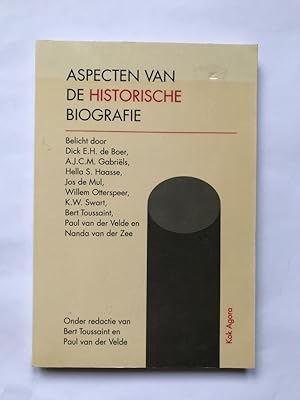 ASPECTEN VAN
DE HISTORISCHE
BIOGRAFIE
Belicht door
Dick E.H. de Boer,
A.J.C.M. Gabriëls,
Hella S. Haasse,
Jos de Mul,
Willem Otterspeer,
K.W. Swart,
Bert Toussaint,
Paul van der Velde en
Nanda van der Zee
Onder redactie van
Bert Toussaint en
Paul van der Velde
Kok Agora